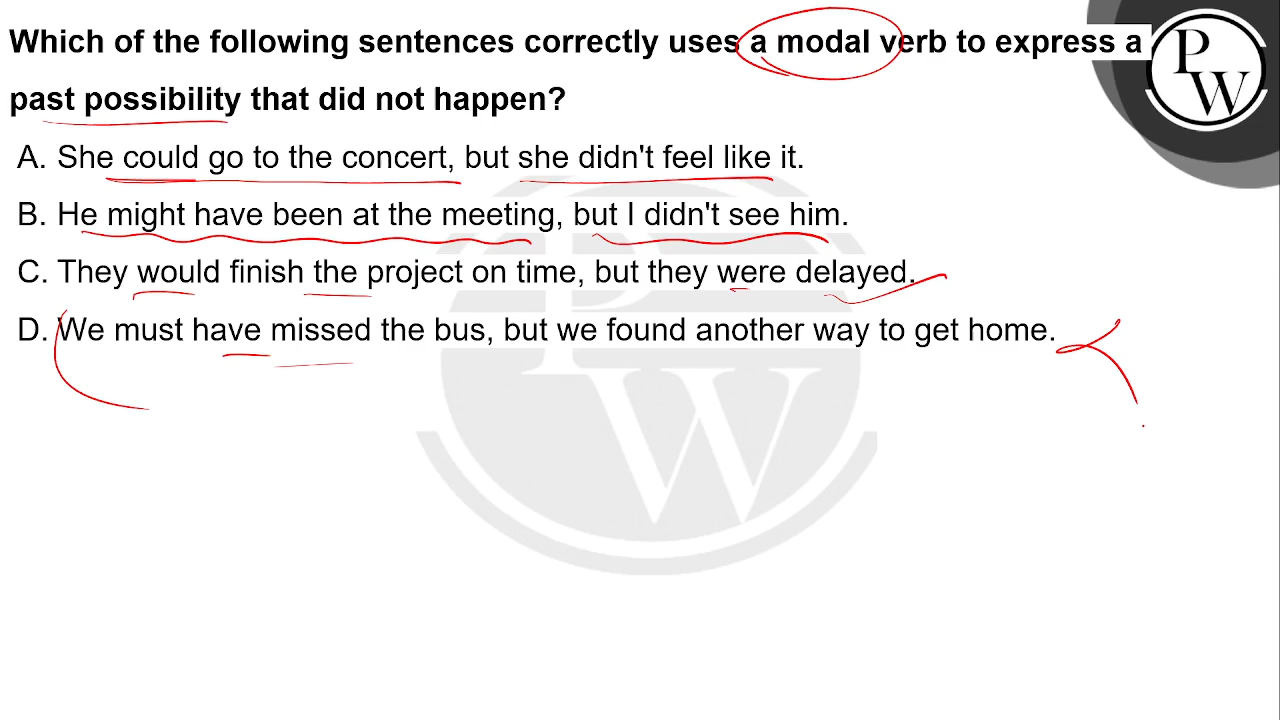 Which of the following sentences correctly uses a modal verb to express a
past possibility that did not happen?
A. She could go to the concert, but she didn't feel like it.
B. He might have been at the meeting, but I didn't see him.
C. They would finish the project on time, but they were delayed.
D. We must have missed the bus, but we found another way to get home.
P
W
PW